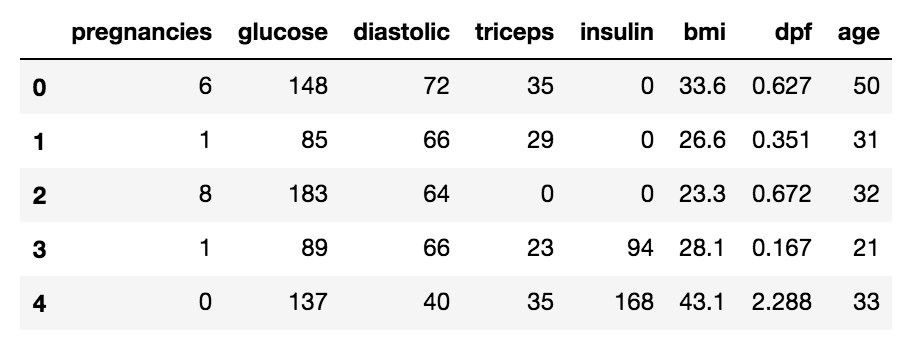 pregnancies glucose diastolic triceps insulin bmi dpf age
0 6 148 72 35 0 33.6 0.627 50
1 1 85 66 29 0 26.6 0.351 31
2 8 183 64 0 0 23.3 0.672 32
3 1 89 66 23 94 28.1 0.167 21
4 0 137 40 35 168 43.1 2.288 33